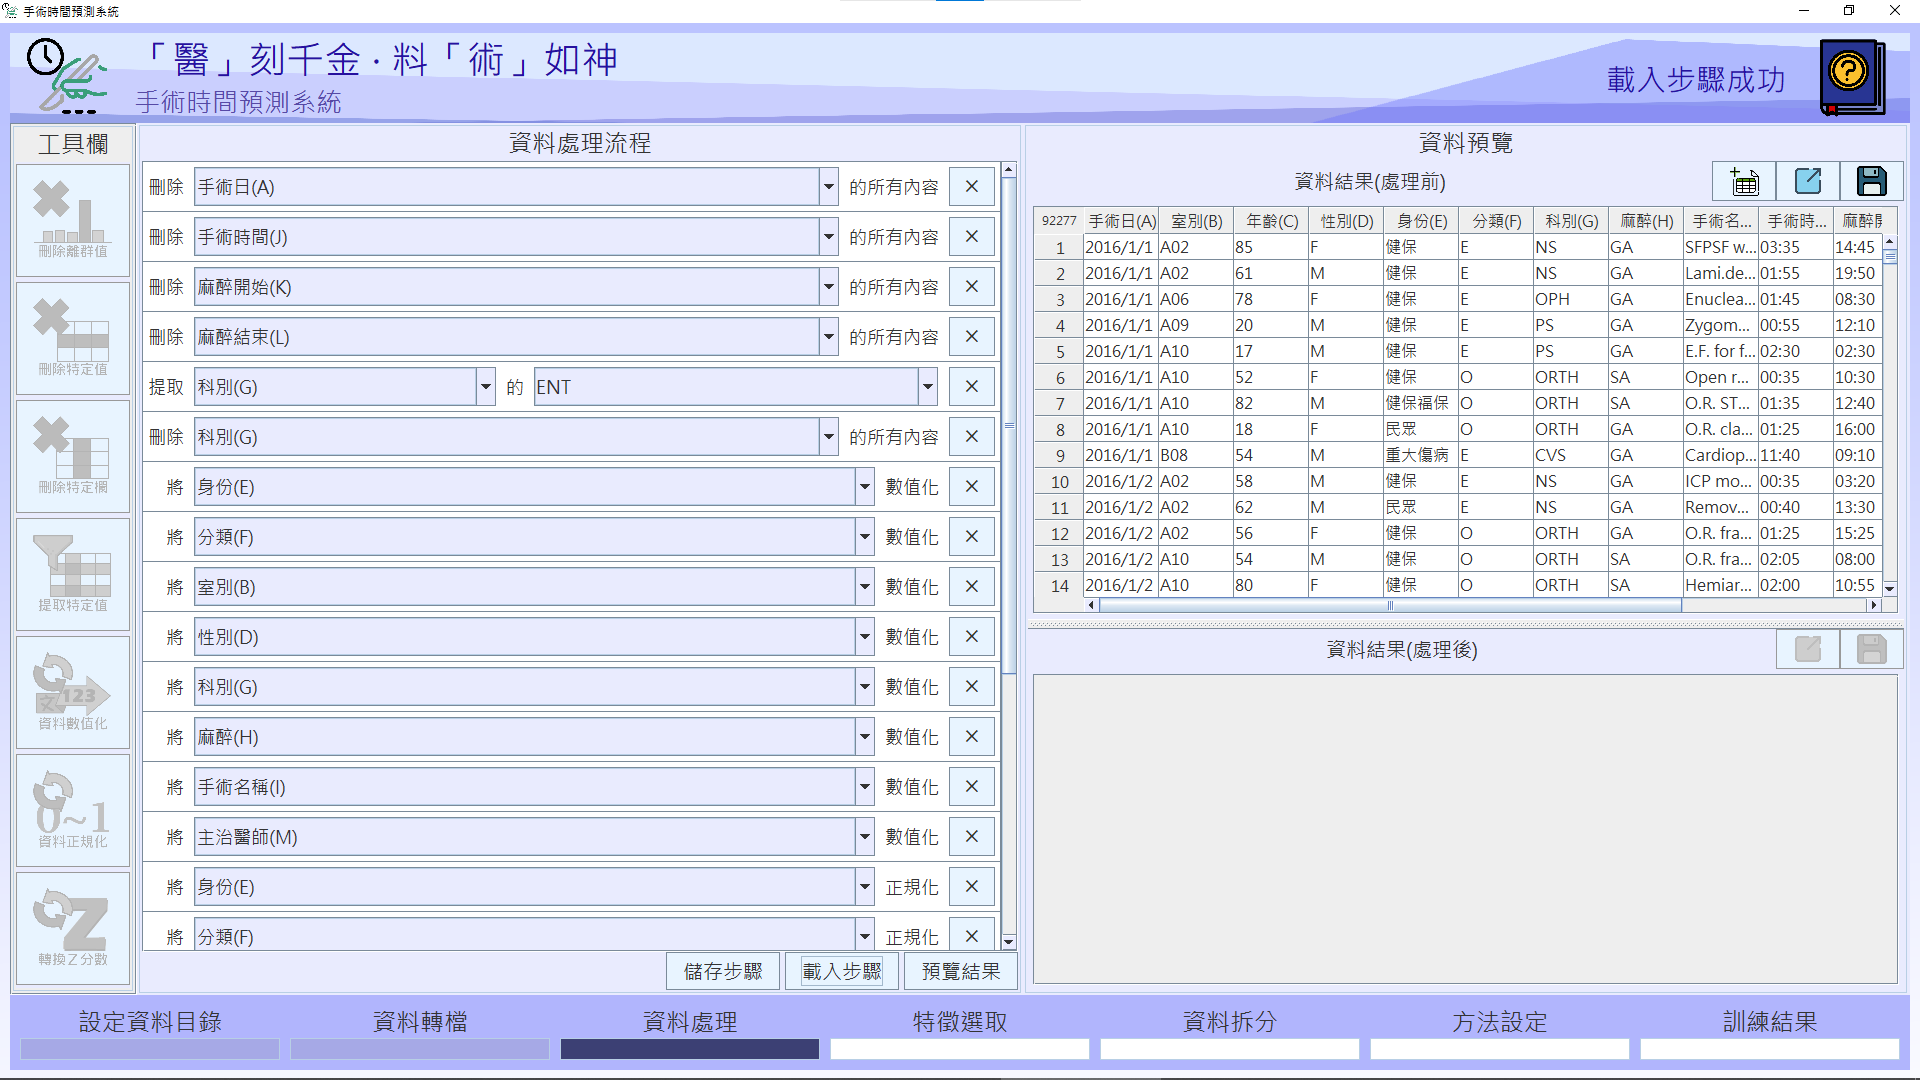 手術時間預測系統
「醫」刻千金 · 料「術」如神
手術時間預測系統
載入步驟成功
工具欄
刪除離群值
刪除特定值
刪除特定欄
提取特定值
文 123
資料數值化
0~1
資料正規化
Z
轉換Z分數
資料處理流程
刪除 手術日(A) 的所有內容 ×
刪除 手術時間(J) 的所有內容 ×
刪除 麻醉開始(K) 的所有內容 ×
刪除 麻醉結束(L) 的所有內容 ×
提取 科別(G) 的 ENT ×
刪除 科別(G) 的所有內容 ×
將 身份(E) 數值化 ×
將 分類(F) 數值化 ×
將 室別(B) 數值化 ×
將 性別(D) 數值化 ×
將 科別(G) 數值化 ×
將 麻醉(H) 數值化 ×
將 手術名稱(I) 數值化 ×
將 主治醫師(M) 數值化 ×
將 身份(E) 正規化 ×
將 分類(F) 正規化 ×
儲存步驟 載入步驟 預覽結果
資料預覽
資料結果(處理前)
92277 手術日(A) 室別(B) 年齡(C) 性別(D) 身份(E) 分類(F) 科別(G) 麻醉(H) 手術名... 手術時... 麻醉
1 2016/1/1 A02 85 F 健保 E NS GA SFPSF w... 03:35 14:45
2 2016/1/1 A02 61 M 健保 E NS GA Lami.de... 01:55 19:50
3 2016/1/1 A06 78 F 健保 E OPH GA Enuclea... 01:45 08:30
4 2016/1/1 A09 20 M 健保 E PS GA Zygom... 00:55 12:10
5 2016/1/1 A10 17 M 健保 E PS GA E.F. for f... 02:30 02:30
6 2016/1/1 A10 52 F 健保 O ORTH SA Open r... 00:35 10:30
7 2016/1/1 A10 82 M 健保福保 O ORTH SA O.R. ST... 01:35 12:40
8 2016/1/1 A10 18 F 民眾 O ORTH GA O.R. cla... 01:25 16:00
9 2016/1/1 B08 54 M 重大傷病 E CVS GA Cardiop... 11:40 09:10
10 2016/1/2 A02 58 M 健保 E NS GA ICP mo... 00:35 03:20
11 2016/1/2 A02 62 M 民眾 E NS GA Remov... 00:40 13:30
12 2016/1/2 A02 56 F 健保 O ORTH GA O.R. fra... 01:25 15:25
13 2016/1/2 A10 54 M 健保 O ORTH SA O.R. fra... 02:05 08:00
14 2016/1/2 A10 80 F 健保 O ORTH SA Hemiar... 02:00 10:55
資料結果(處理後)
設定資料目錄 資料轉檔 資料處理 特徵選取 資料拆分 方法設定 訓練結果